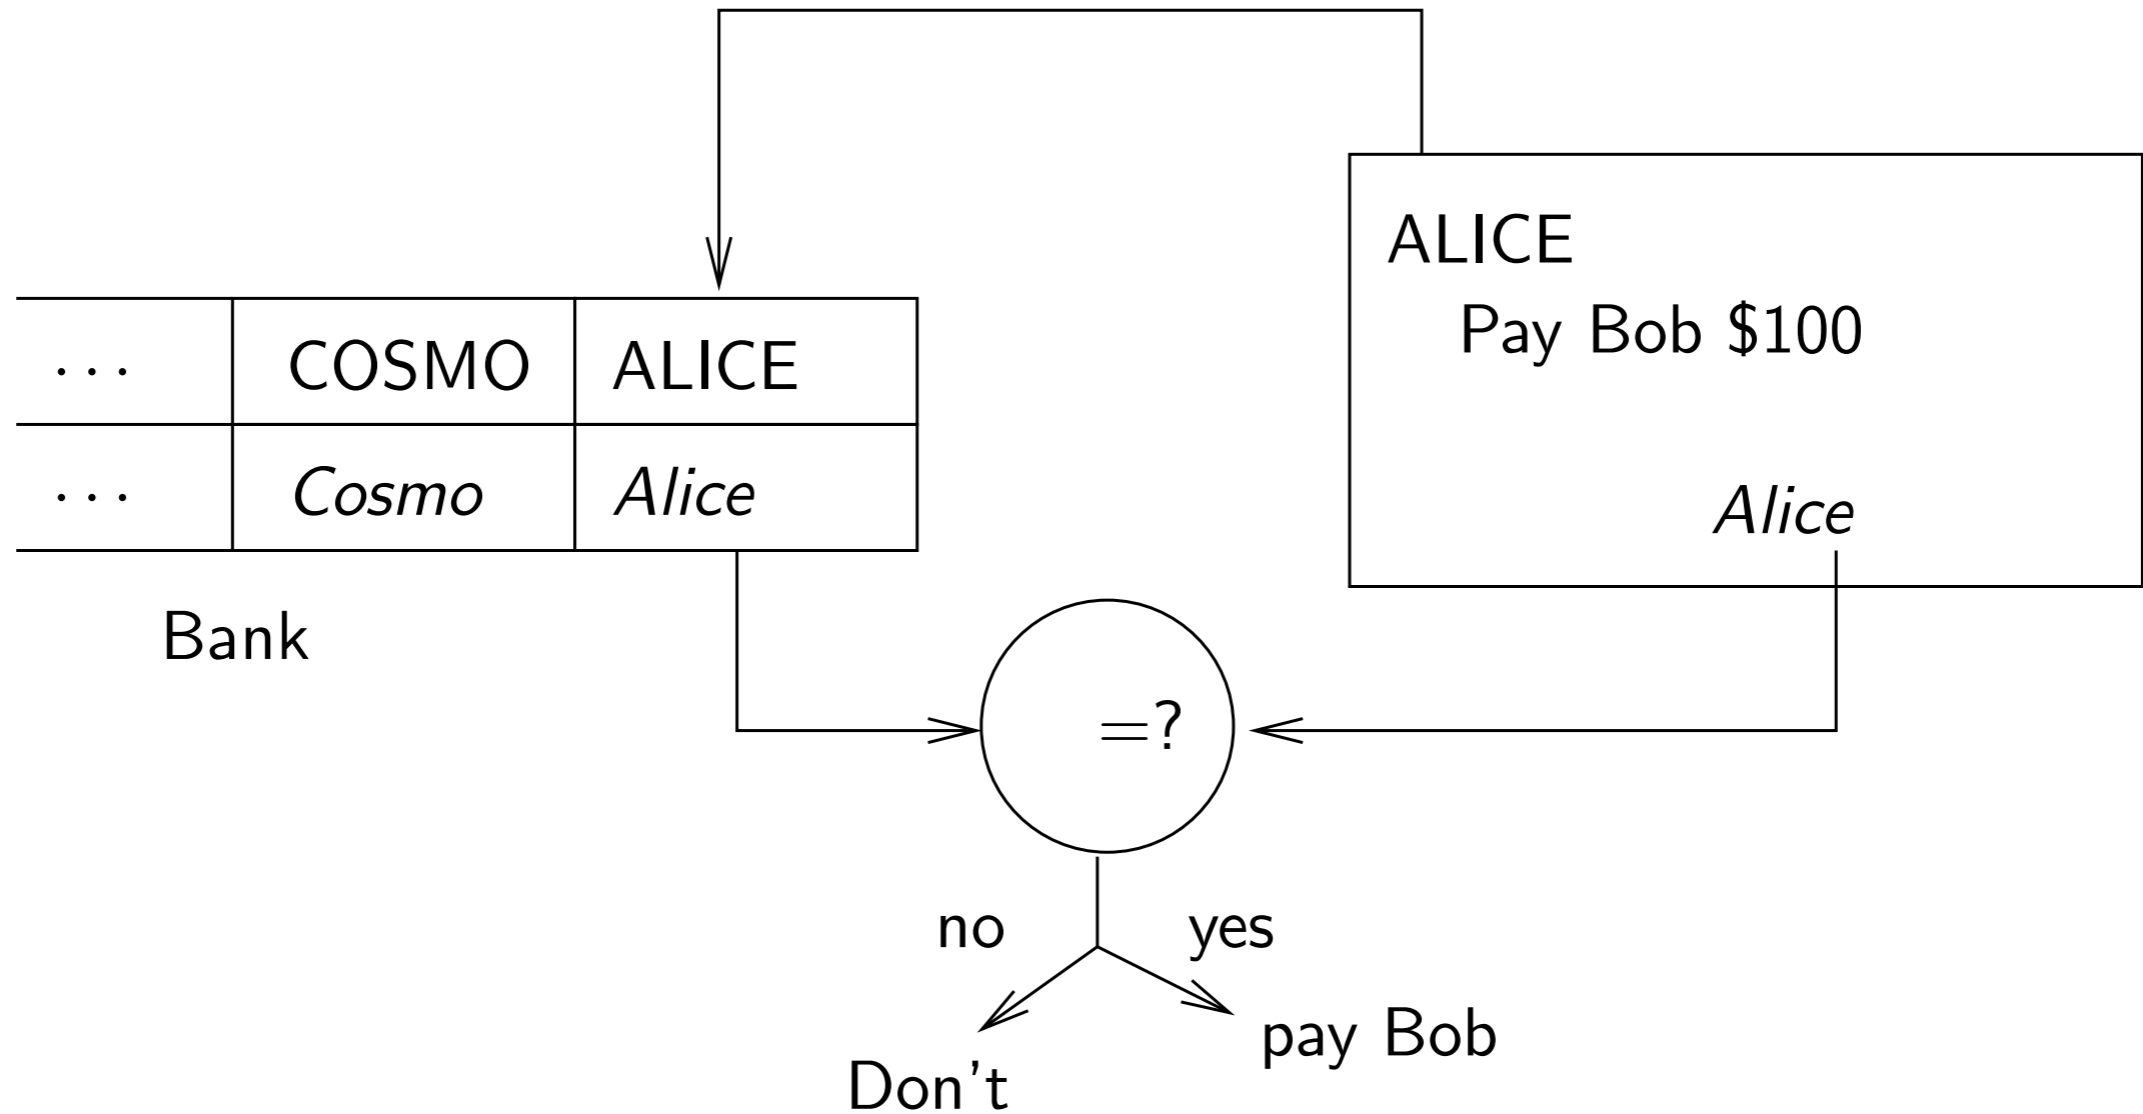 ALICE
Pay Bob $100
Alice
... COSMO ALICE
... Cosmo Alice
Bank
=?
no yes
pay Bob
Don't